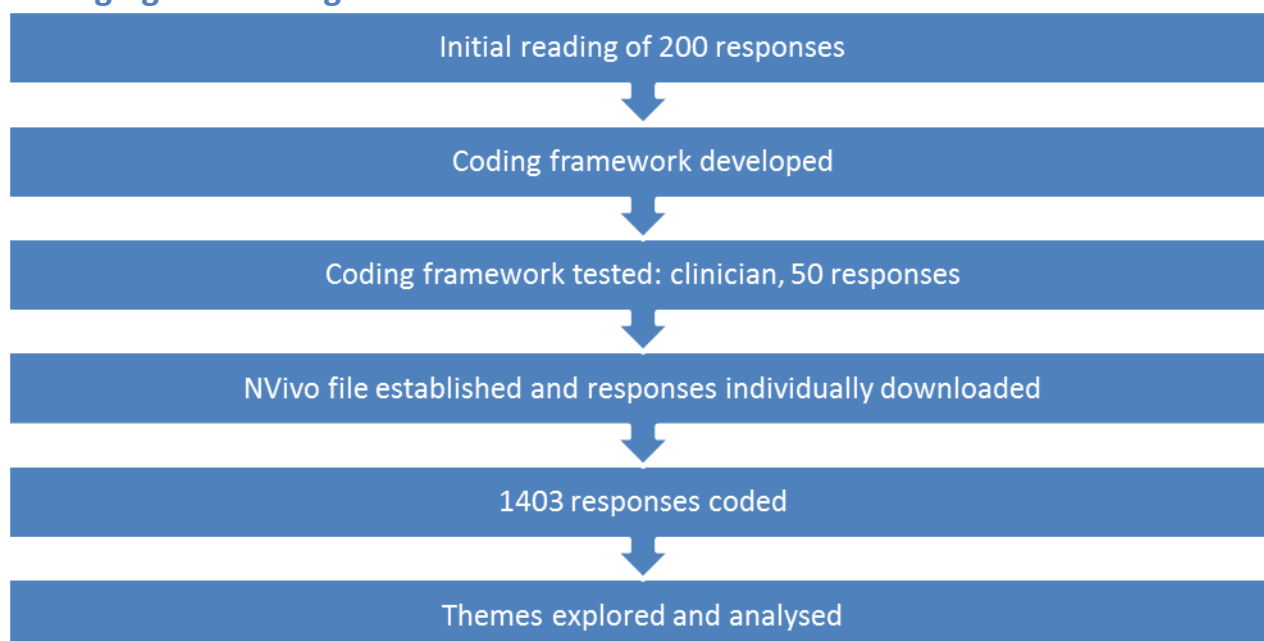 Initial reading of 200 responses
Coding framework developed
Coding framework tested: clinician, 50 responses
NVivo file established and responses individually downloaded
1403 responses coded
Themes explored and analysed